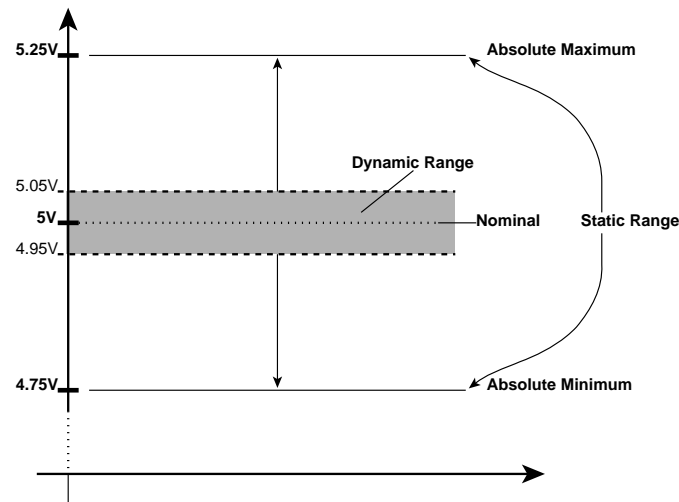 5.25V
Absolute Maximum
Dynamic Range
5.05V
5V
Nominal
Static Range
4.95V
4.75V
Absolute Minimum